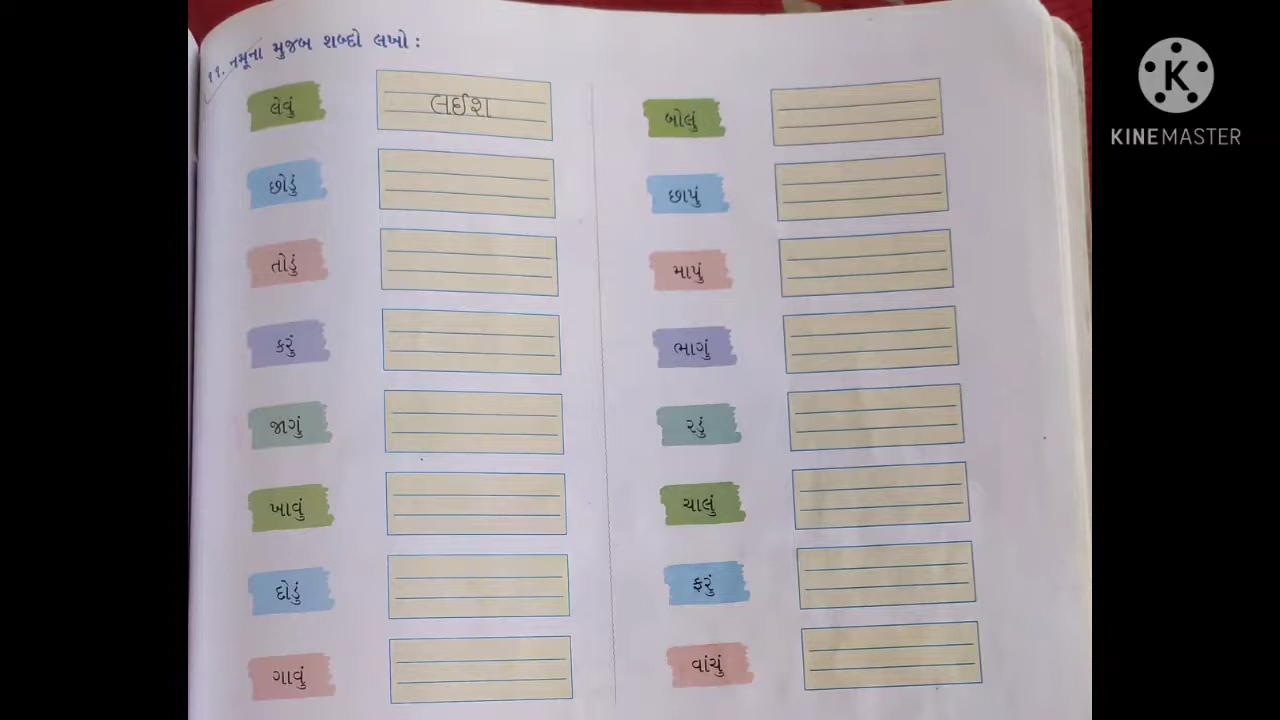 ૧૧. નમૂના મુજબ શબ્દો લખો :
લેવું લઈશ
છોડું
તોડું
કરું
જાગું
ખાવું
દોડું
ગાવું
બોલું
છાપું
માપું
ભાગું
રડું
ચાલું
ફરું
વાંચું
K
KINEMASTER